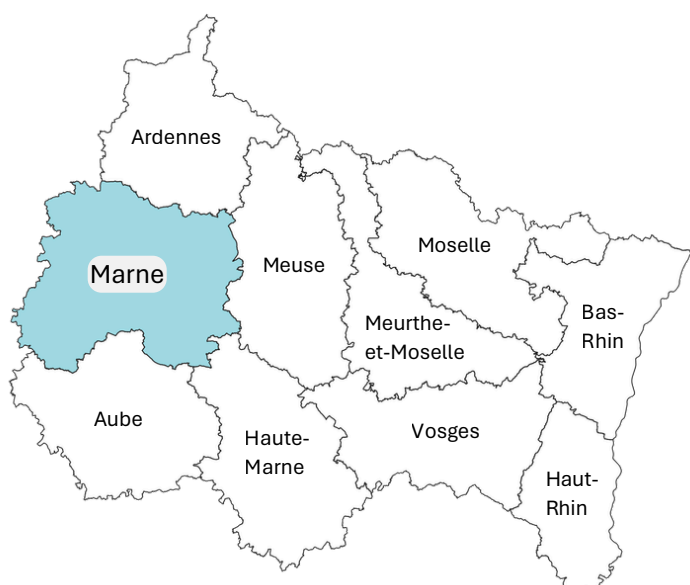 Ardennes
Marne
Meuse
Moselle
Meurthe-
et-Moselle
Bas-
Rhin
Aube
Haute-
Marne
Vosges
Haut-
Rhin